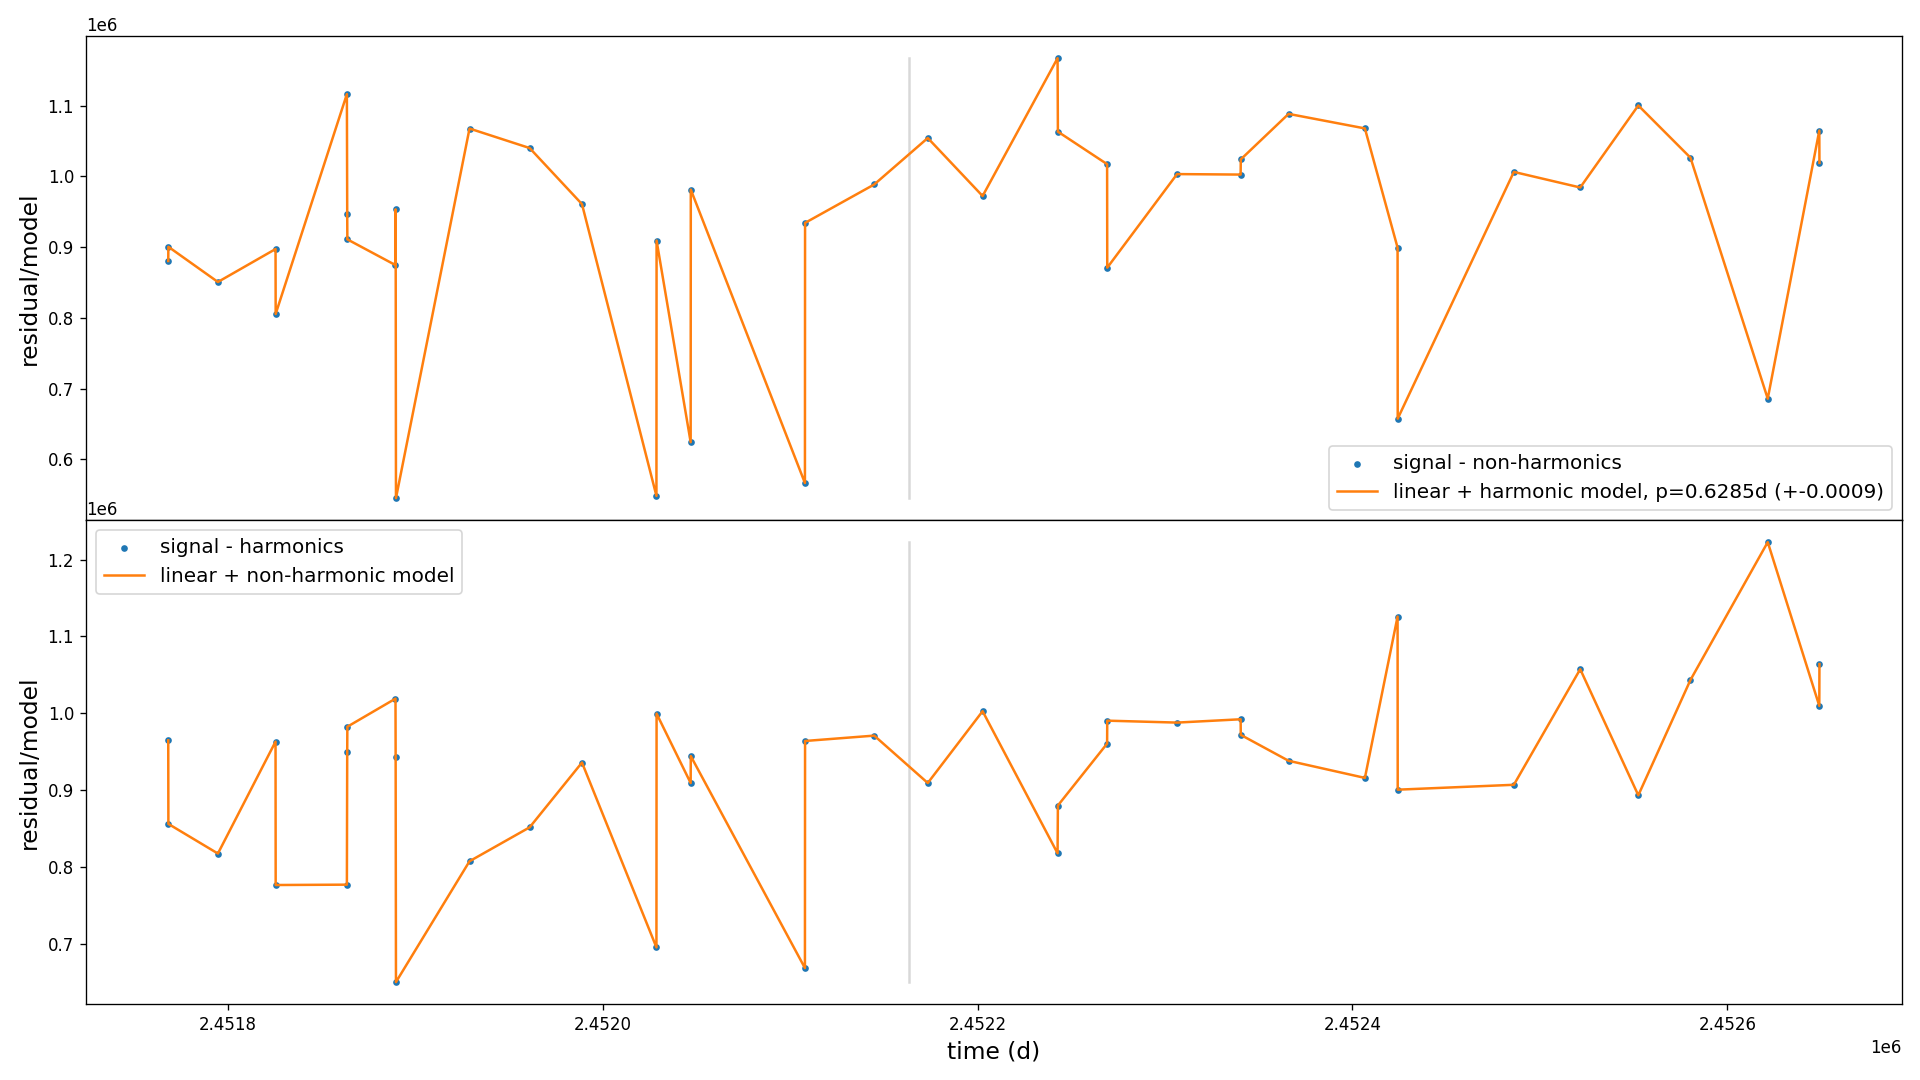 1e6
1.1
1.0
0.9
0.8
0.7
0.6
residual/model
signal - non-harmonics
linear + harmonic model, p=0.6285d (+-0.0009)
1e6
signal - harmonics
linear + non-harmonic model
1.2
1.1
1.0
0.9
0.8
0.7
residual/model
2.4518 2.4520 2.4522 2.4524 2.4526
time (d)
1e6